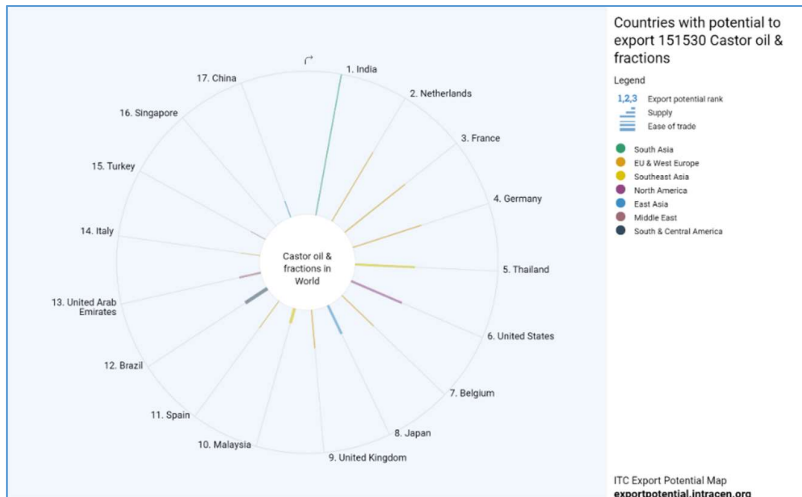 Countries with potential to
export 151530 Castor oil &
fractions
Legend
1,2,3 Export potential rank
Supply
Ease of trade
South Asia
EU & West Europe
Southeast Asia
North America
East Asia
Middle East
South & Central America
1. India
2. Netherlands
3. France
4. Germany
5. Thailand
6. United States
7. Belgium
8. Japan
9. United Kingdom
10. Malaysia
11. Spain
12. Brazil
13. United Arab
Emirates
14. Italy
15. Turkey
16. Singapore
17. China
Castor oil &
fractions in
World
ITC Export Potential Map
exportpotential.intracen.org